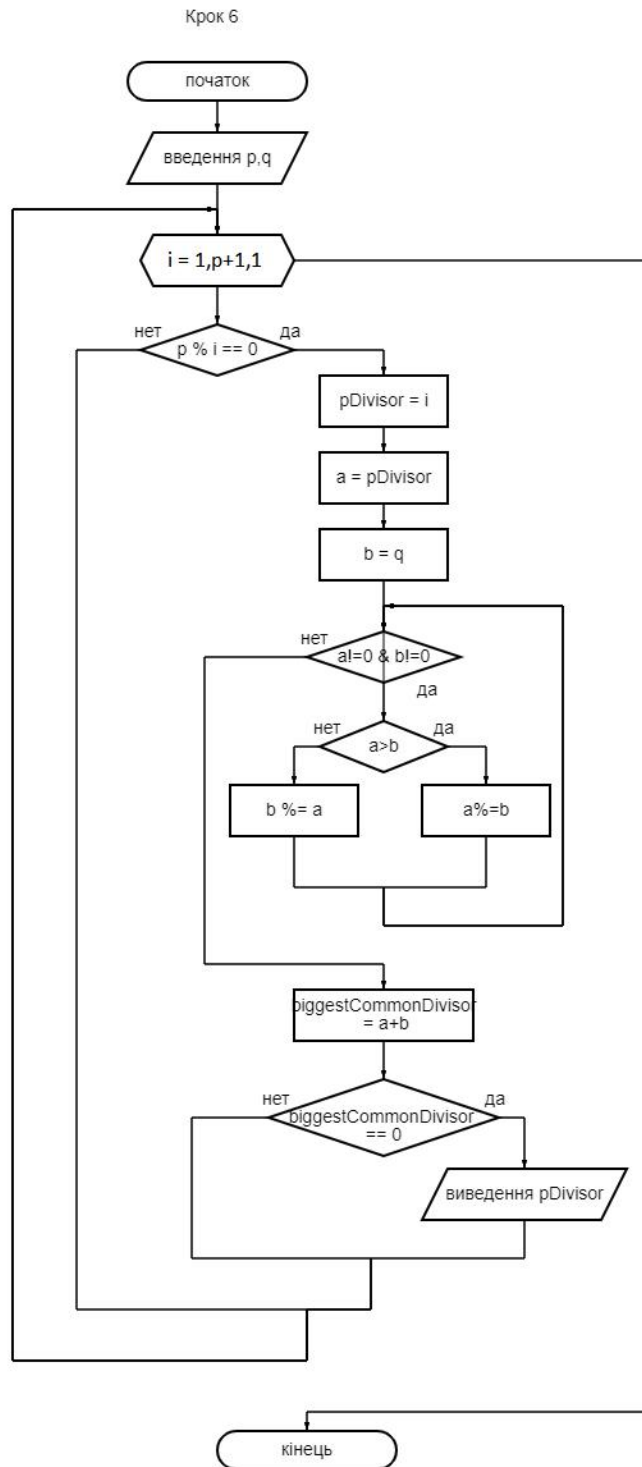 Крок 6
початок
введення p,q
i = 1,p+1,1
нет
да
p % i == 0
pDivisor = i
a = pDivisor
b = q
нет
a!=0 & b!=0
да
нет
да
a>b
b %= a
a%=b
biggestCommonDivisor
= a+b
нет
да
biggestCommonDivisor
== 0
виведення pDivisor
кінець